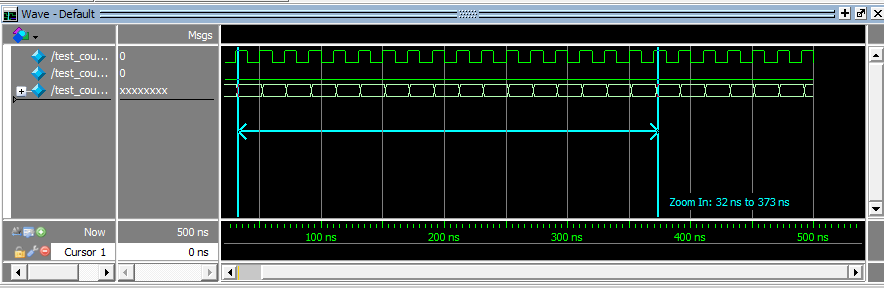 Wave - Default
Msgs
/test_cou... 0
/test_cou... 0
/test_cou... xxxxxxxx
Zoom In: 32 ns to 373 ns
Now 500 ns
100 ns 200 ns 300 ns 400 ns 500 ns
Cursor 1 0 ns